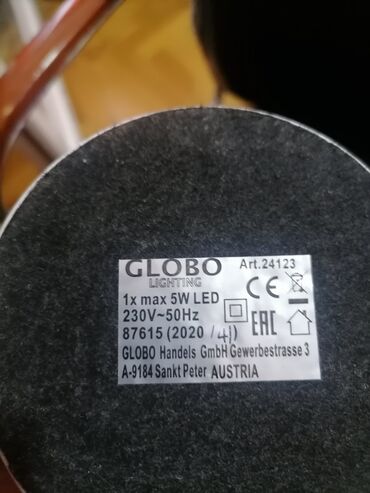 GLOBO Art.24123
LIGHTING
1x max 5W LED
230V~50Hz
87615 (2020 / 41)
GLOBO Handels GmbH Gewerbestrasse 3
A-9184 Sankt Peter AUSTRIA
CE
EAC